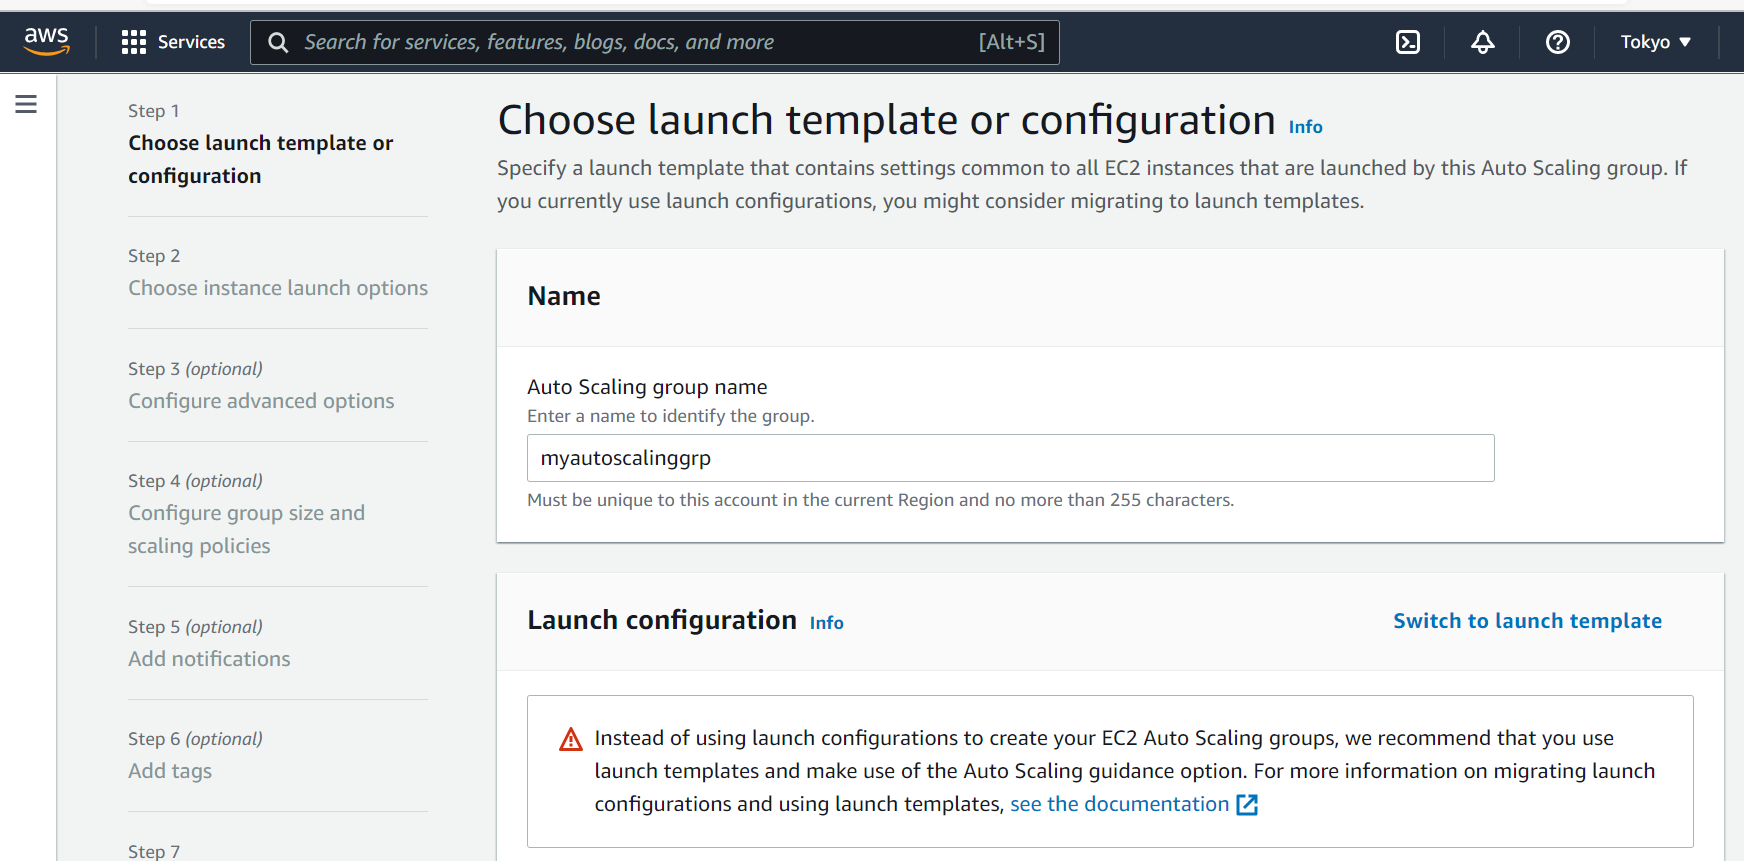 aws
Services
Search for services, features, blogs, docs, and more
[Alt+S]
Tokyo
Step 1
Choose launch template or
configuration
Step 2
Choose instance launch options
Step 3 (optional)
Configure advanced options
Step 4 (optional)
Configure group size and
scaling policies
Step 5 (optional)
Add notifications
Step 6 (optional)
Add tags
Step 7
Choose launch template or configuration Info
Specify a launch template that contains settings common to all EC2 instances that are launched by this Auto Scaling group. If
you currently use launch configurations, you might consider migrating to launch templates.
Name
Auto Scaling group name
Enter a name to identify the group.
myautoscalinggrp
Must be unique to this account in the current Region and no more than 255 characters.
Launch configuration Info
Switch to launch template
Instead of using launch configurations to create your EC2 Auto Scaling groups, we recommend that you use
launch templates and make use of the Auto Scaling guidance option. For more information on migrating launch
configurations and using launch templates, see the documentation